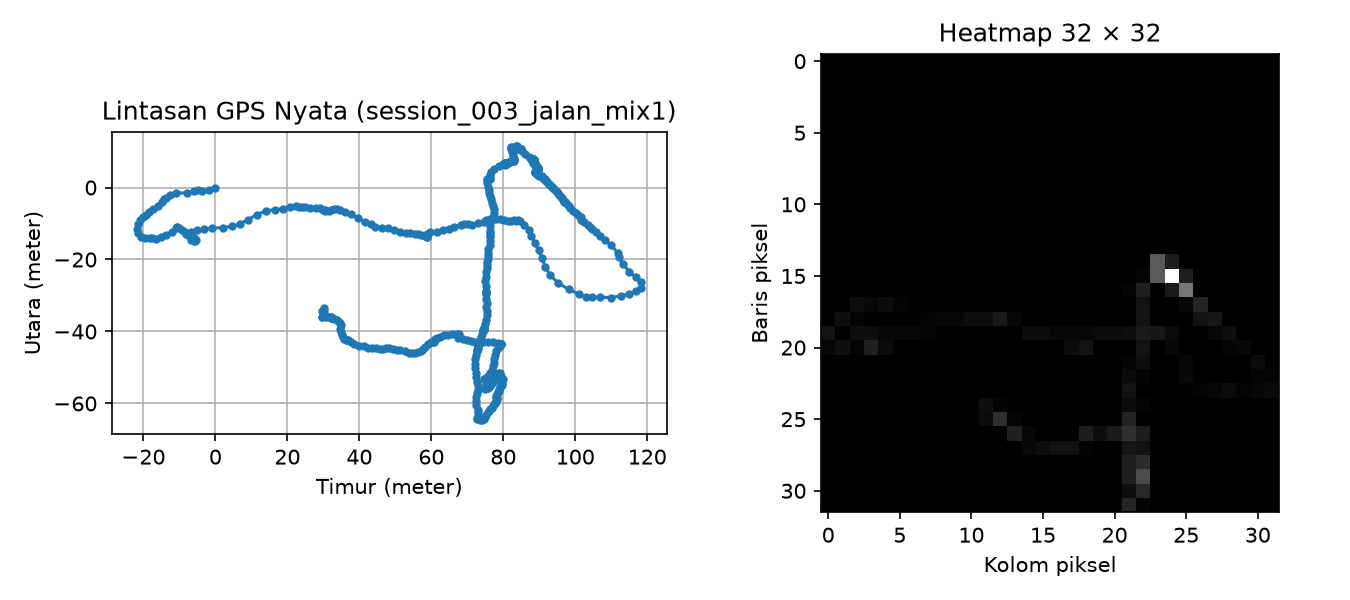 Lintasan GPS Nyata (session_003_jalan_mix1)
Utara (meter)
0
−20
−40
−60
−20 0 20 40 60 80 100 120
Timur (meter)
Heatmap 32 × 32
Baris piksel
0
5
10
15
20
25
30
0 5 10 15 20 25 30
Kolom piksel